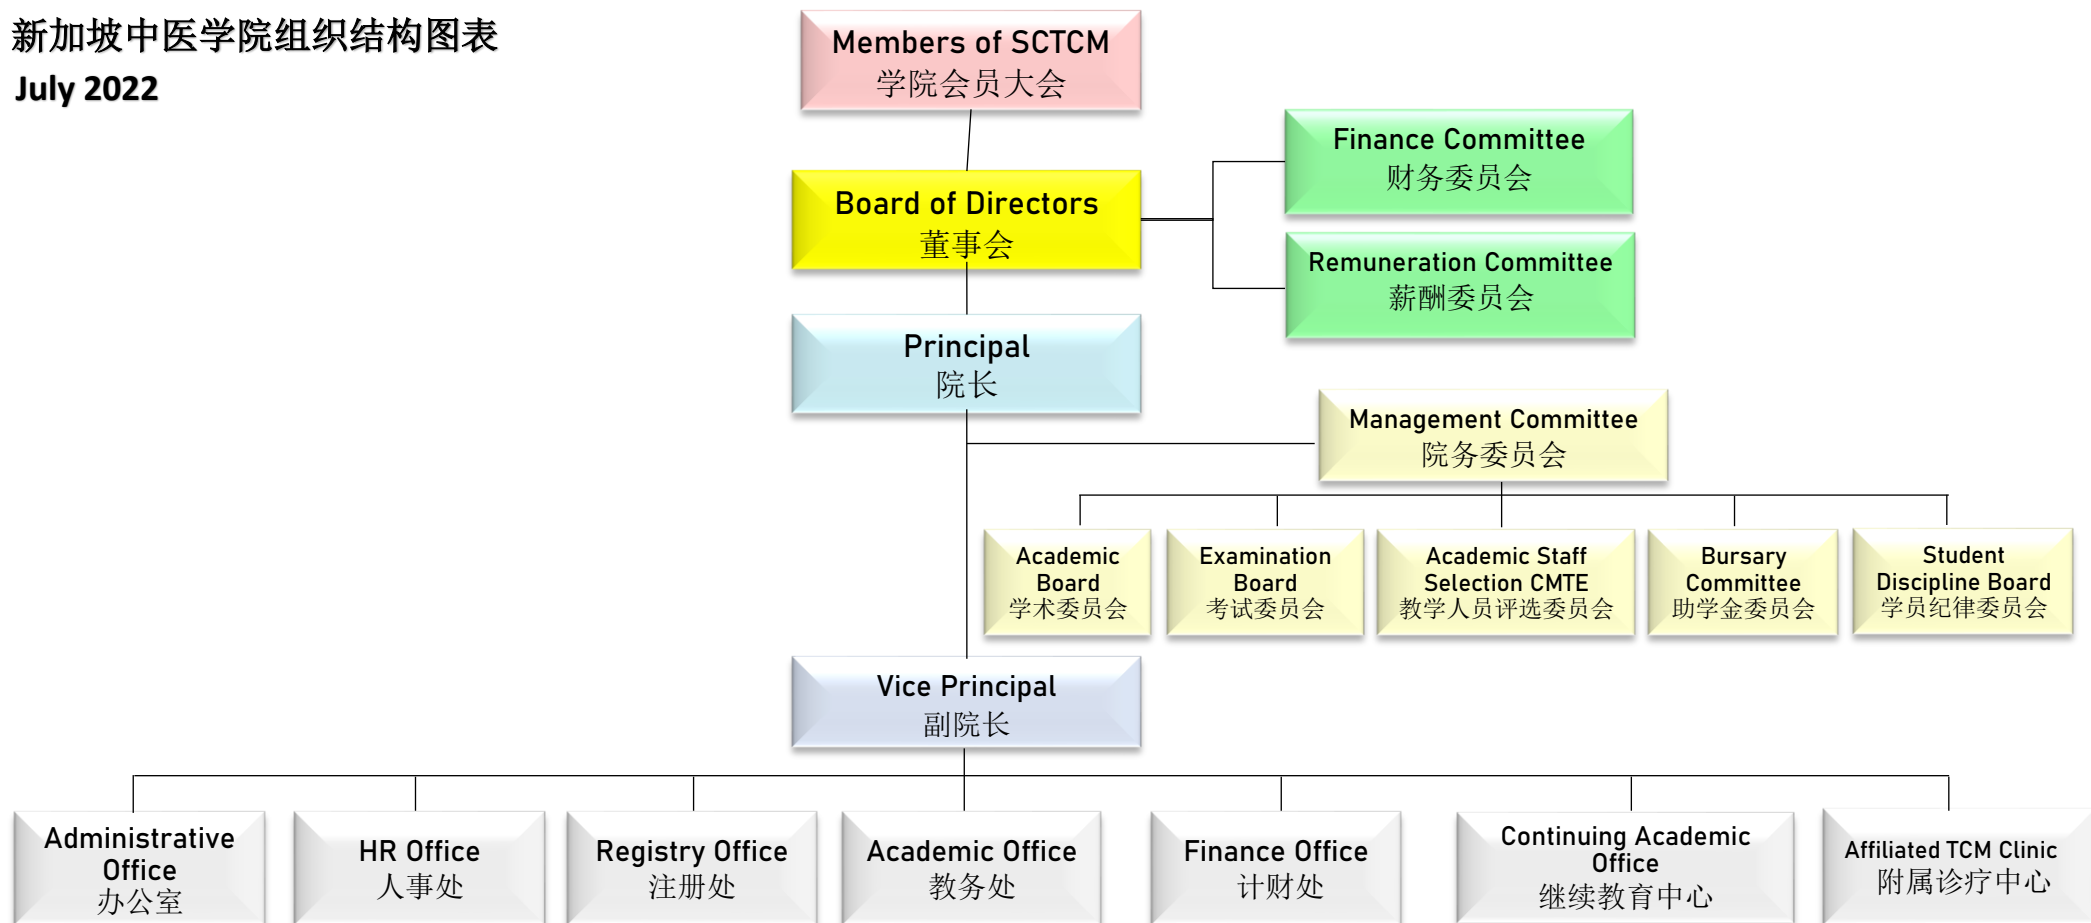 新加坡中医学院组织结构图表
July 2022
Members of SCTCM
学院会员大会
Finance Committee
财务委员会
Board of Directors
董事会
Remuneration Committee
薪酬委员会
Principal
院长
Management Committee
院务委员会
Academic
Board
学术委员会
Examination
Board
考试委员会
Academic Staff
Selection CMTE
教学人员评选委员会
Bursary
Committee
助学金委员会
Student
Discipline Board
学员纪律委员会
Vice Principal
副院长
Administrative
Office
办公室
HR Office
人事处
Registry Office
注册处
Academic Office
教务处
Finance Office
计财处
Continuing Academic
Office
继续教育中心
Affiliated TCM Clinic
附属诊疗中心